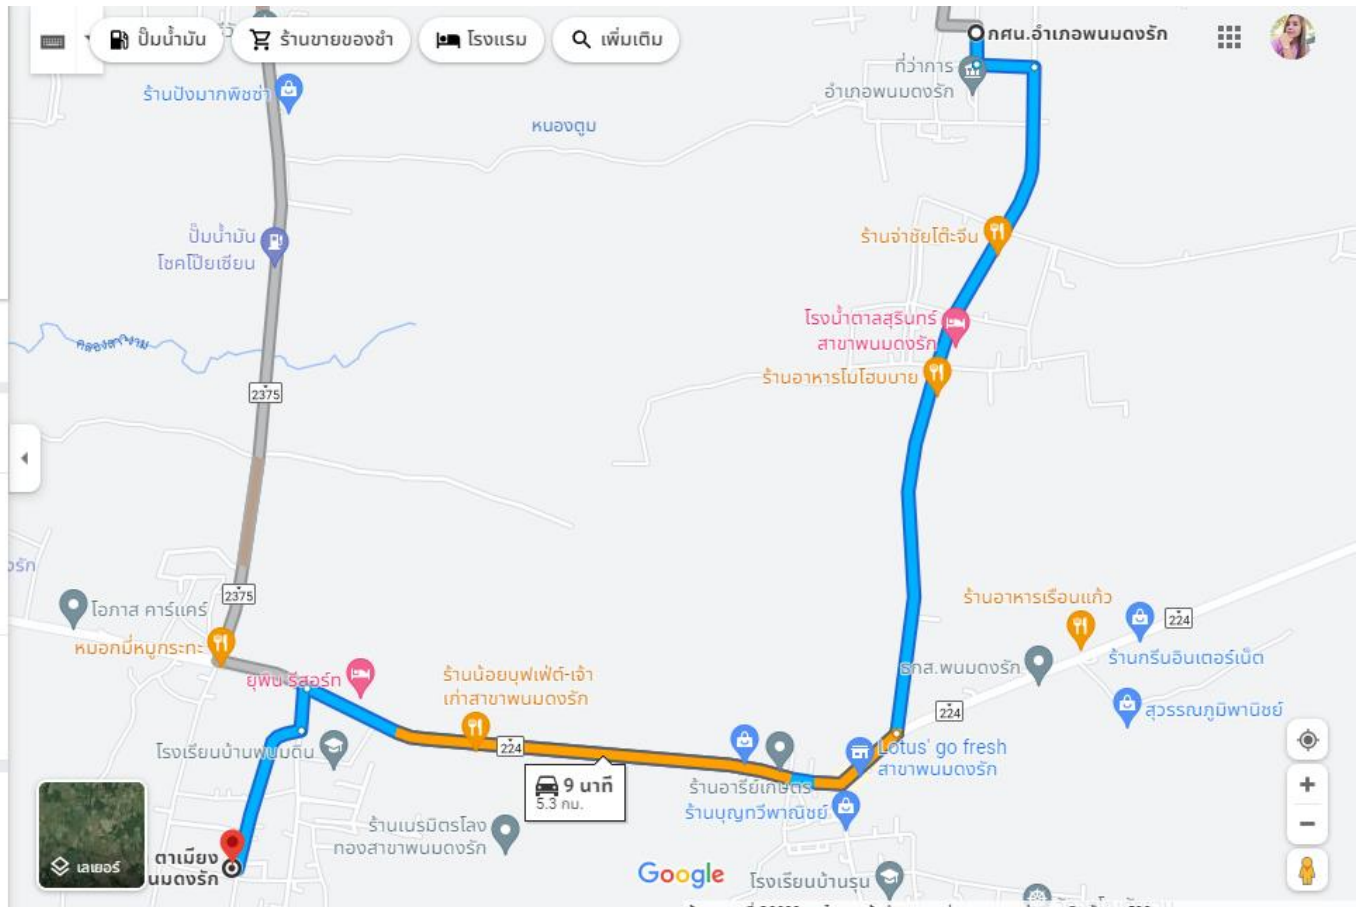 ปั๊มน้ำมัน
ร้านขายของชำ
โรงแรม
เพิ่มเติม
กศน.อำเภอพนมดงรัก
ที่ว่าการ
อำเภอพนมดงรัก
ร้านปังมากพิชซ่า
หนองตูม
ปั๊มน้ำมัน
โชคโป๊ยเซียน
ร้านจ่าชัยโต๊ะจีน
โรงน้ำตาลสุรินทร์
สาขาพนมดงรัก
ร้านอาหารโมโฮบบาย
2375
2375
โอภาส คาร์แคร์
หมอกมี่หมูกระทะ
ยุพิน รีสอร์ท
ร้านน้อยบุฟเฟ่ต์-เจ้า
เก่าสาขาพนมดงรัก
ร้านอาหารเรือนแก้ว
224
ร้านกรีนอินเตอร์เน็ต
ธกส.พนมดงรัก
สุวรรณภูมิพานิชย์
224
224
โรงเรียนบ้านพนมดิน
Lotus' go fresh
สาขาพนมดงรัก
9 นาที
5.3 กม.
ร้านอารีย์เกษตร
ร้านบุญทวีพาณิชย์
ร้านเบรมิตรโลง
ทองสาขาพนมดงรัก
ตาเมียง
นมดงรัก
เลเยอร์
Google
โรงเรียนบ้านรุน